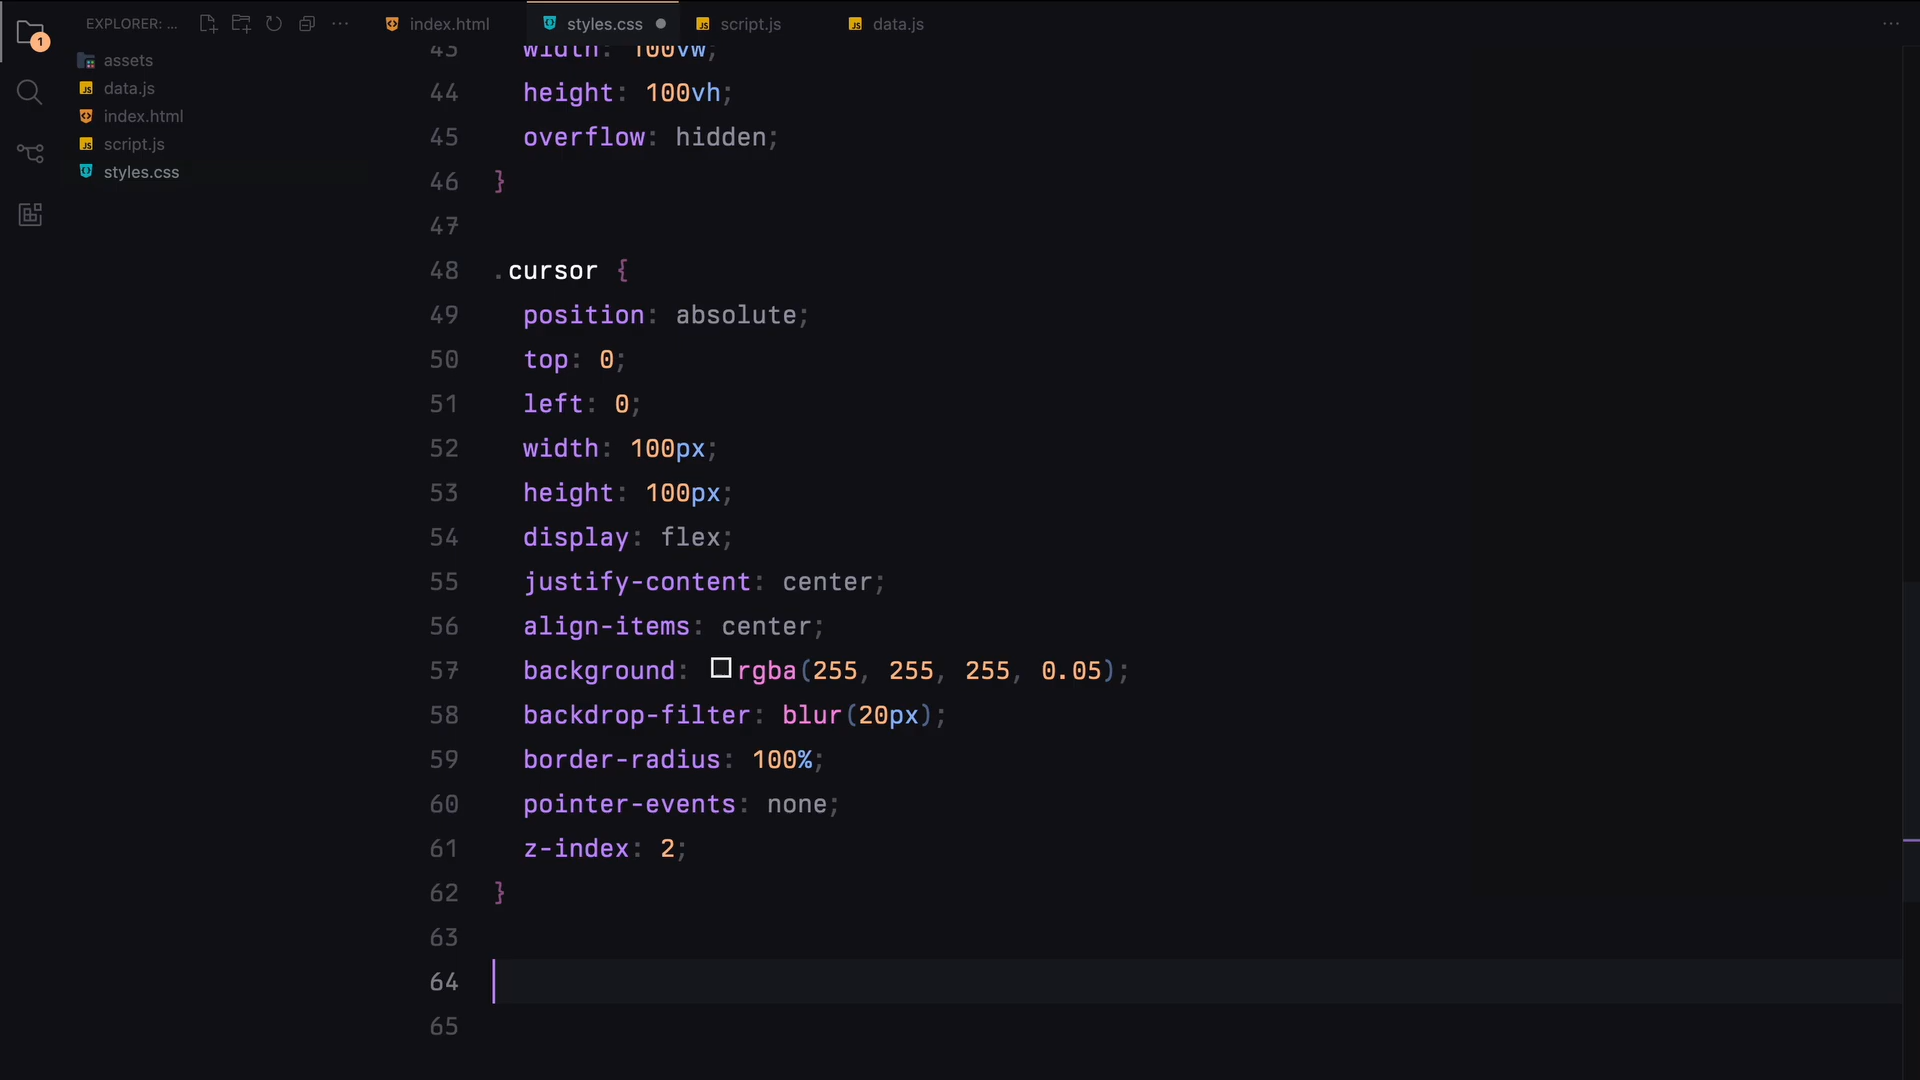 EXPLORER: ...
index.html
styles.css
script.js
data.js
1
assets
data.js
index.html
script.js
styles.css
43 width: 100vw;
44 height: 100vh;
45 overflow: hidden;
46 }
47
48 .cursor {
49 position: absolute;
50 top: 0;
51 left: 0;
52 width: 100px;
53 height: 100px;
54 display: flex;
55 justify-content: center;
56 align-items: center;
57 background: rgba(255, 255, 255, 0.05);
58 backdrop-filter: blur(20px);
59 border-radius: 100%;
60 pointer-events: none;
61 z-index: 2;
62 }
63
64
65